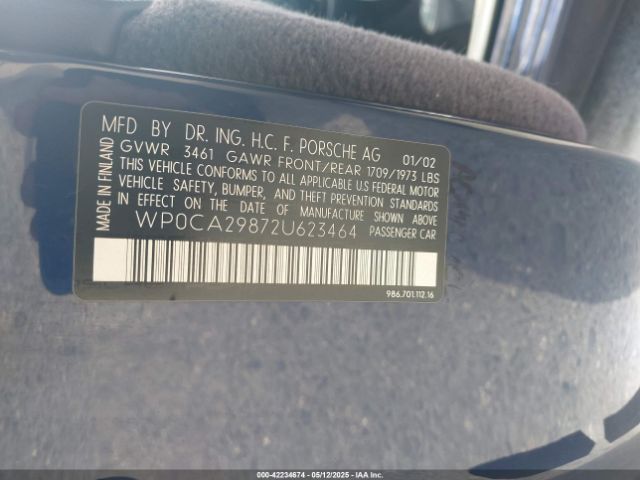 MFD BY DR. ING. H.C. F. PORSCHE AG 01/02
GVWR 3461 GAWR FRONT/REAR 1709/1973 LBS
THIS VEHICLE CONFORMS TO ALL APPLICABLE U.S. FEDERAL MOTOR
VEHICLE SAFETY, BUMPER, AND THEFT PREVENTION STANDARDS
IN EFFECT ON THE DATE OF MANUFACTURE SHOWN ABOVE
WP0CA29872U623464 PASSENGER CAR
MADE IN FINLAND
986.701.112.16
000-42234674 - 05/12/2025 - IAA Inc.